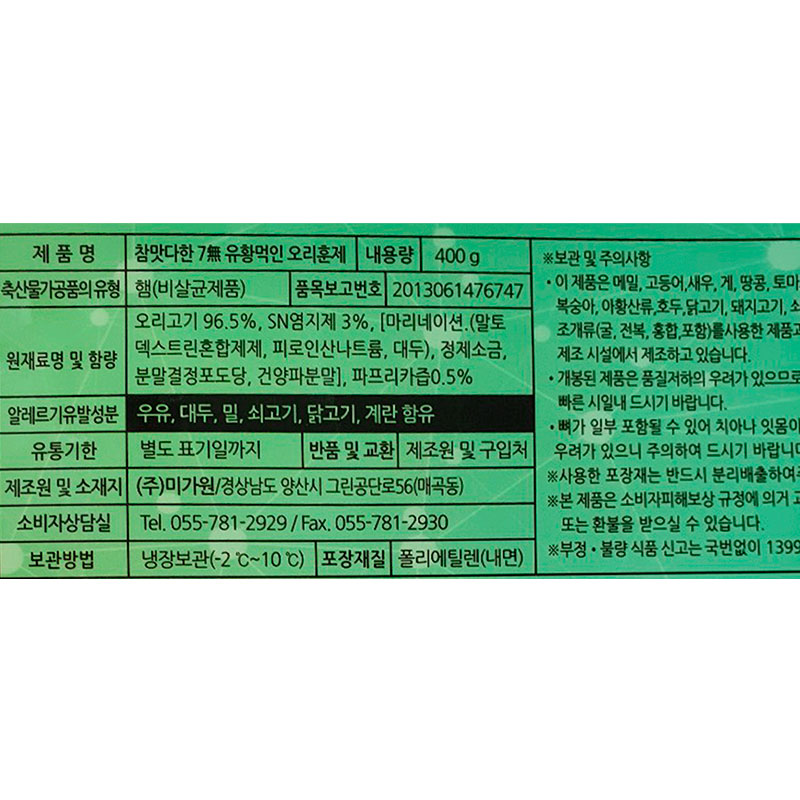 제 품 명 참맛다한 7無 유황먹인 오리훈제 내용량 400 g
축산물가공품의 유형 햄(비살균제품) 품목보고번호 2013061476747
원재료명 및 함량
오리고기 96.5%, SN염지제 3%, [마리네이션.(말토
덱스트린혼합제제, 피로인산나트륨, 대두), 정제소금,
분말결정포도당, 건양파분말], 파프리카즙0.5%
알레르기유발성분 우유, 대두, 밀, 쇠고기, 닭고기, 계란 함유
유통기한 별도 표기일까지 반품 및 교환 제조원 및 구입처
제조원 및 소재지 (주)미가원/경상남도 양산시 그린공단로56(매곡동)
소비자상담실 Tel. 055-781-2929 / Fax. 055-781-2930
보관방법 냉장보관(-2 ℃~10 ℃) 포장재질 폴리에틸렌(내면)
※보관 및 주의사항
• 이 제품은 메밀, 고등어,새우, 게, 땅콩, 토마
복숭아, 아황산류,호두,닭고기, 돼지고기, 쇠
조개류(굴, 전복, 홍합,포함)를사용한 제품과
제조 시설에서 제조하고 있습니다.
• 개봉된 제품은 품질저하의 우려가 있으므로
빠른 시일내 드시기 바랍니다.
• 뼈가 일부 포함될 수 있어 치아나 잇몸이
우려가 있으니 주의하여 드시기 바랍니다
※사용한 포장재는 반드시 분리배출하여
※본 제품은 소비자피해보상 규정에 의거 교
또는 환불을 받으실 수 있습니다.
※부정 • 불량 식품 신고는 국번없이 1399